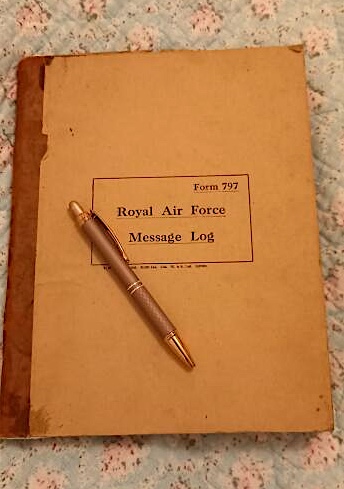 Form 797
Royal Air Force
Message Log